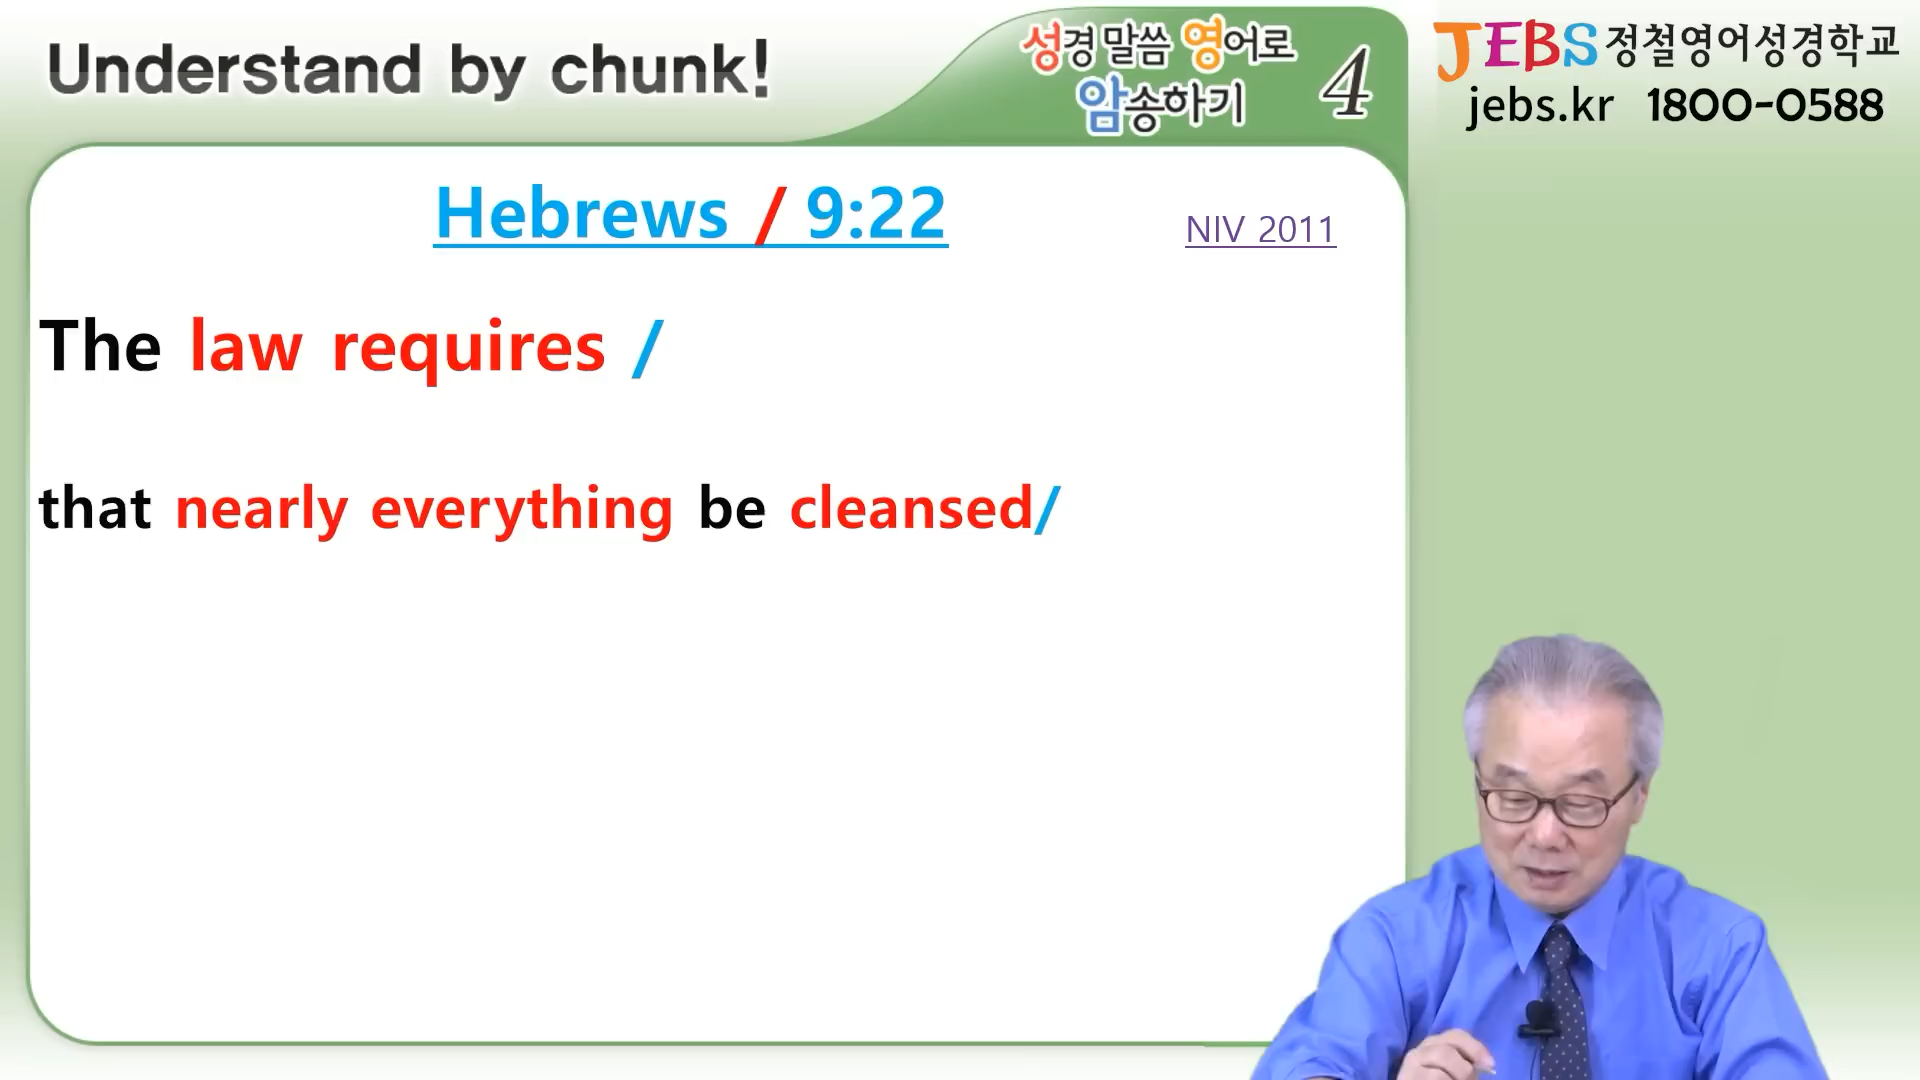 Understand by chunk!
성경 말씀 영어로
암송하기
4
JEBS 정철영어성경학교
jebs.kr 1800-0588
Hebrews / 9:22
NIV 2011
The law requires /
that nearly everything be cleansed/